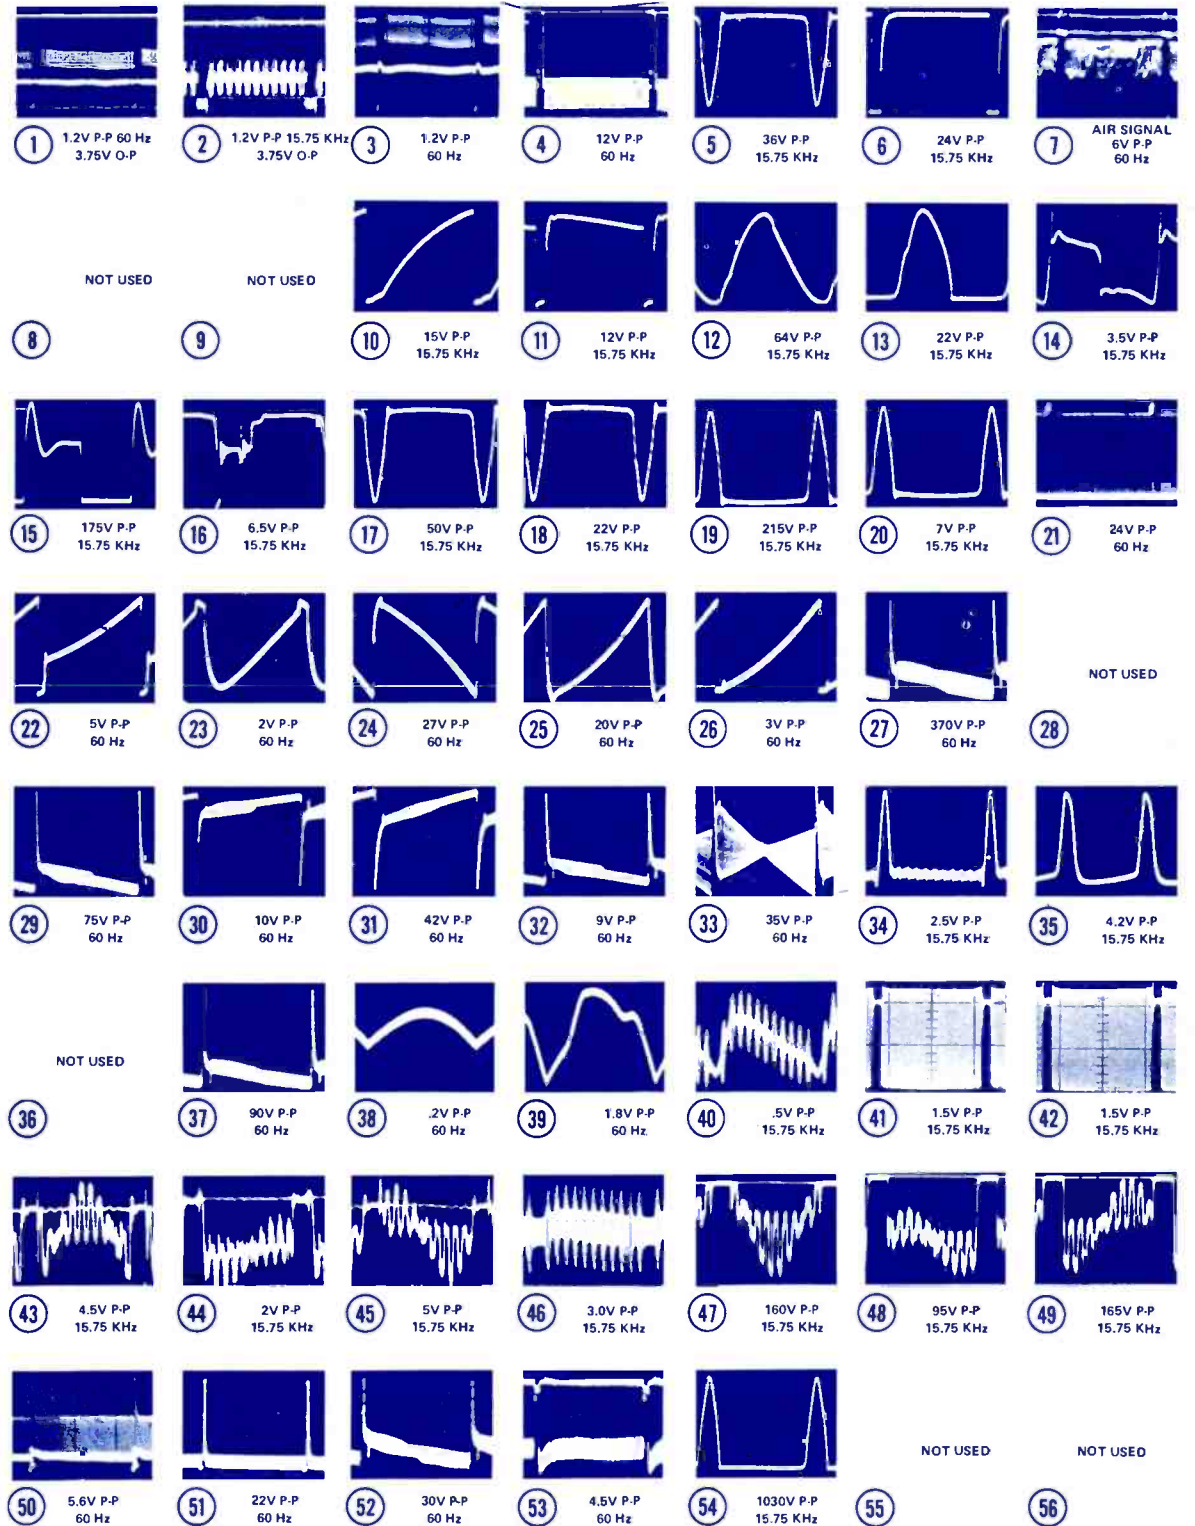 1 1.2V P-P 60 Hz
3.75V O-P
2 1.2V P-P 15.75 KHz
3.75V O-P
3 1.2V P-P
60 Hz
4 12V P-P
60 Hz
5 36V P-P
15.75 KHz
6 24V P-P
15.75 KHz
7 AIR SIGNAL
6V P-P
60 Hz
NOT USED
8
NOT USED
9
10 15V P-P
15.75 KHz
11 12V P-P
15.75 KHz
12 64V P-P
15.75 KHz
13 22V P-P
15.75 KHz
14 3.5V P-P
15.75 KHz
15 175V P-P
15.75 KHz
16 6.5V P-P
15.75 KHz
17 50V P-P
15.75 KHz
18 22V P-P
15.75 KHz
19 215V P-P
15.75 KHz
20 7V P-P
15.75 KHz
21 24V P-P
60 Hz
22 5V P-P
60 Hz
23 2V P-P
60 Hz
24 27V P-P
60 Hz
25 20V P-P
60 Hz
26 3V P-P
60 Hz
27 370V P-P
60 Hz
NOT USED
28
29 75V P-P
60 Hz
30 10V P-P
60 Hz
31 42V P-P
60 Hz
32 9V P-P
60 Hz
33 35V P-P
60 Hz
34 2.5V P-P
15.75 KHz
35 4.2V P-P
15.75 KHz
NOT USED
36
37 90V P-P
60 Hz
38 .2V P-P
60 Hz
39 1.8V P-P
60 Hz.
40 .5V P-P
15.75 KHz
41 1.5V P-P
15.75 KHz
42 1.5V P-P
15.75 KHz
43 4.5V P-P
15.75 KHz
44 2V P-P
15.75 KHz
45 5V P-P
15.75 KHz
46 3.0V P-P
15.75 KHz
47 160V P-P
15.75 KHz
48 95V P-P
15.75 KHz
49 165V P-P
15.75 KHz
50 5.6V P-P
60 Hz
51 22V P-P
60 Hz
52 30V P-P
60 Hz
53 4.5V P-P
60 Hz
54 1030V P-P
15.75 KHz
NOT USED
55
NOT USED
56